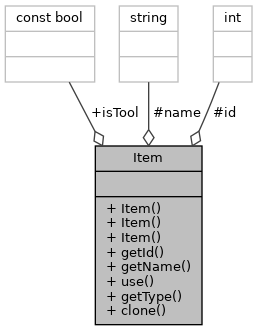 const bool
string
int
+isTool
#name
#id
Item
+ Item()
+ Item()
+ Item()
+ getId()
+ getName()
+ use()
+ getType()
+ clone()